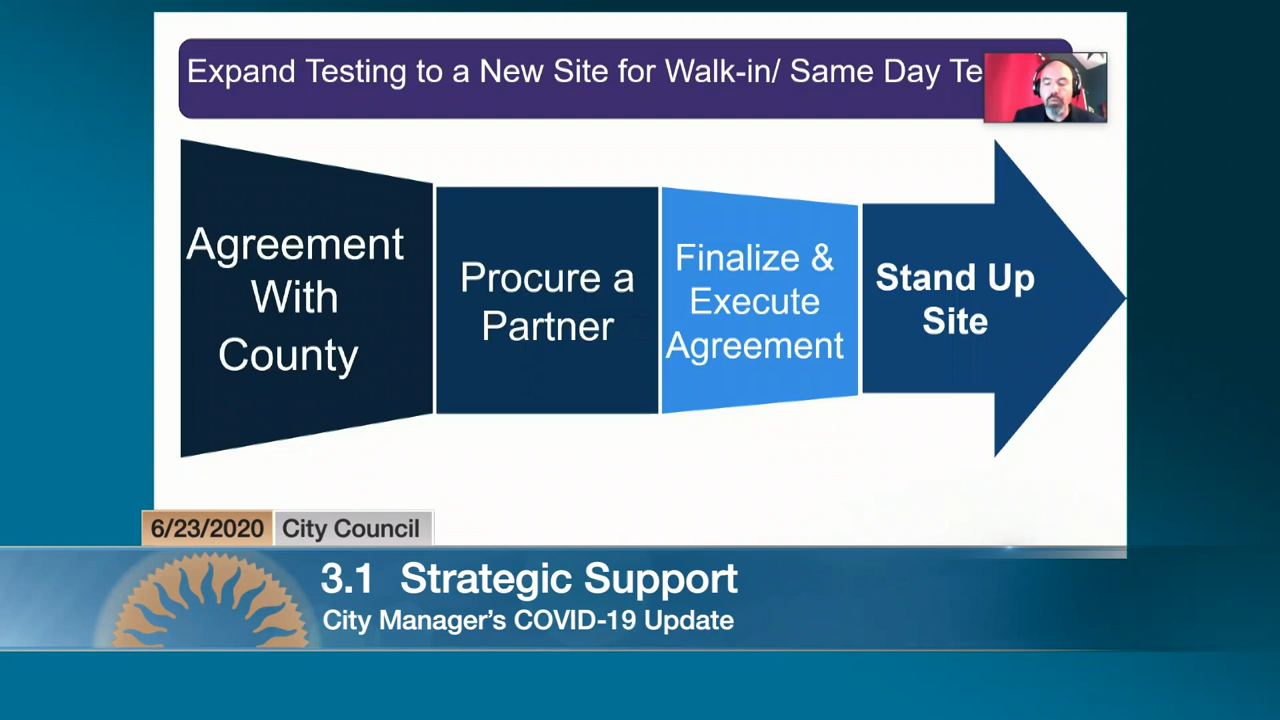 Expand Testing to a New Site for Walk-in/ Same Day Te
Agreement
With
County
Procure a
Partner
Finalize &
Execute
Agreement
Stand Up
Site
6/23/2020 City Council
3.1 Strategic Support
City Manager's COVID-19 Update